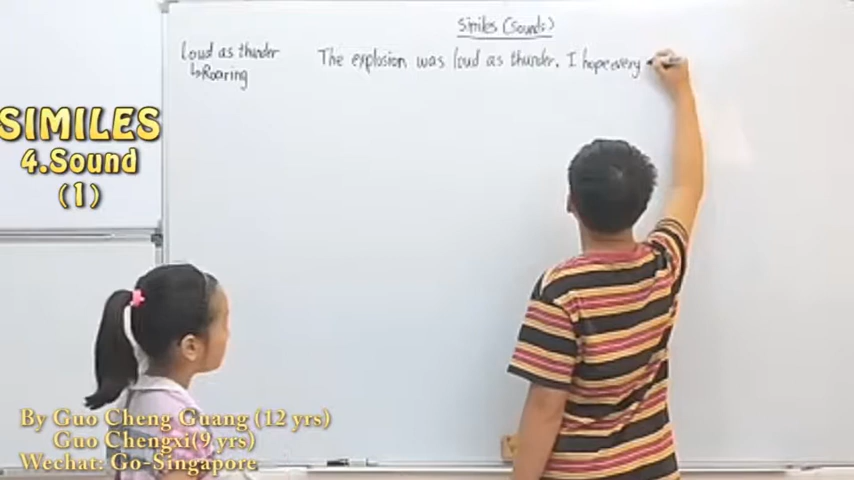 Similes (Sounds)
Loud as thunder
↳Roaring
The explosion was loud as thunder. I hope every
SIMILES
4.Sound
(1)
By Guo Cheng Guang (12 yrs)
Guo Chengxi(9 yrs)
Wechat: Go-Singapore